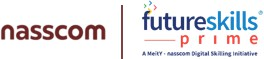 nasscom
futureskills®
prime
A MeitY - nasscom Digital Skilling Initiative